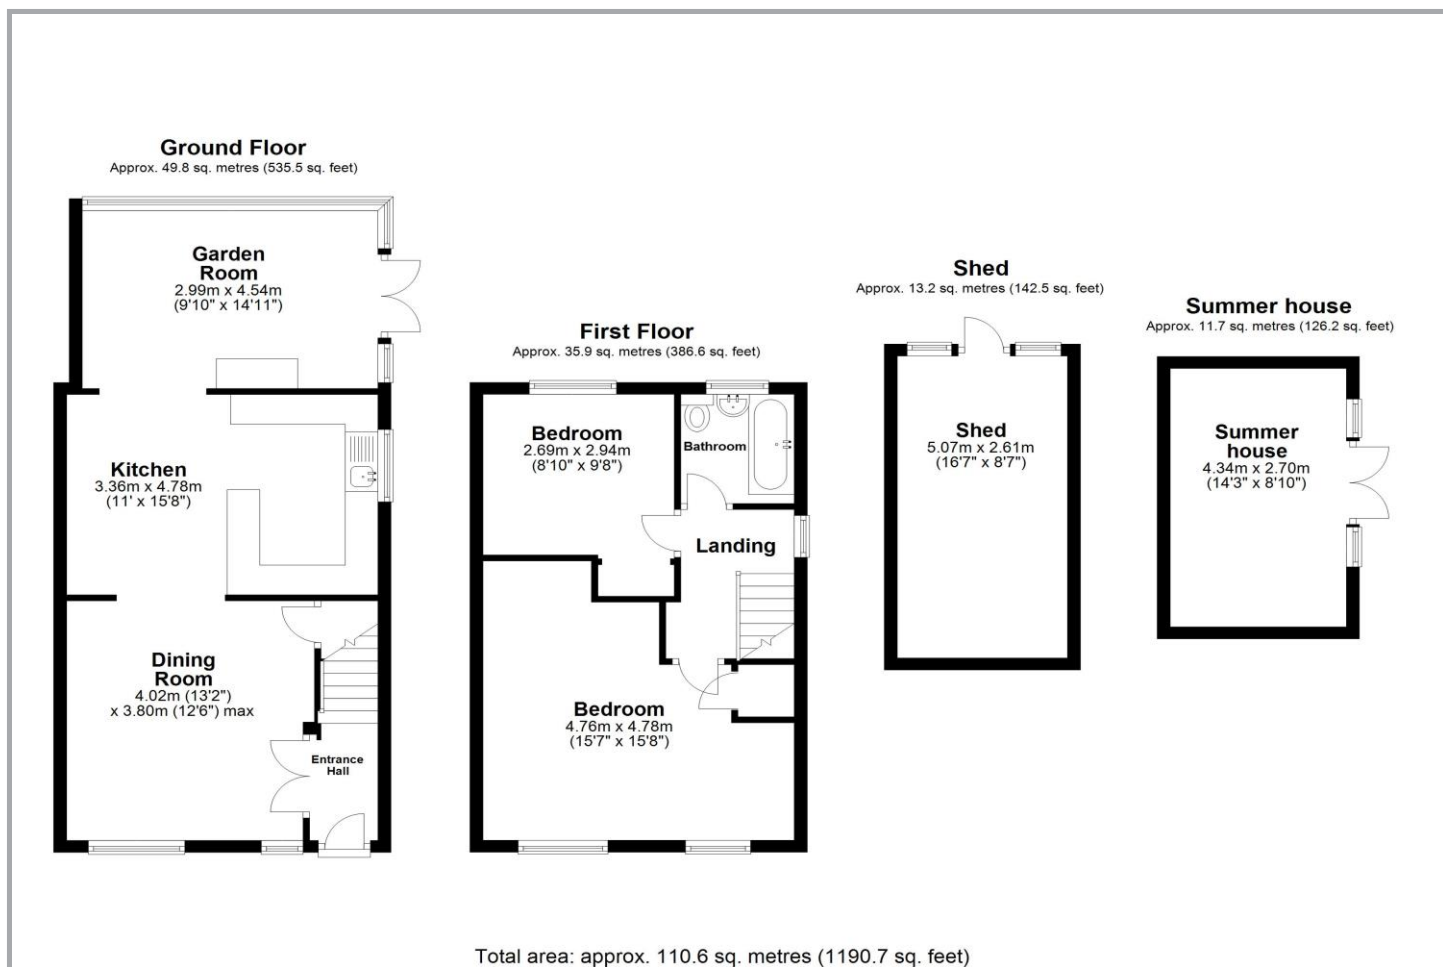 Ground Floor
Approx. 49.8 sq. metres (535.5 sq. feet)
Garden
Room
2.99m x 4.54m
(9'10" x 14'11")
Kitchen
3.36m x 4.78m
(11' x 15'8")
Dining
Room
4.02m (13'2")
x 3.80m (12'6") max
Entrance
Hall
First Floor
Approx. 35.9 sq. metres (386.6 sq. feet)
Bedroom
2.69m x 2.94m
(8'10" x 9'8")
Bathroom
Landing
Bedroom
4.76m x 4.78m
(15'7" x 15'8")
Shed
Approx. 13.2 sq. metres (142.5 sq. feet)
Shed
5.07m x 2.61m
(16'7" x 8'7")
Summer house
Approx. 11.7 sq. metres (126.2 sq. feet)
Summer
house
4.34m x 2.70m
(14'3" x 8'10")
Total area: approx. 110.6 sq. metres (1190.7 sq. feet)